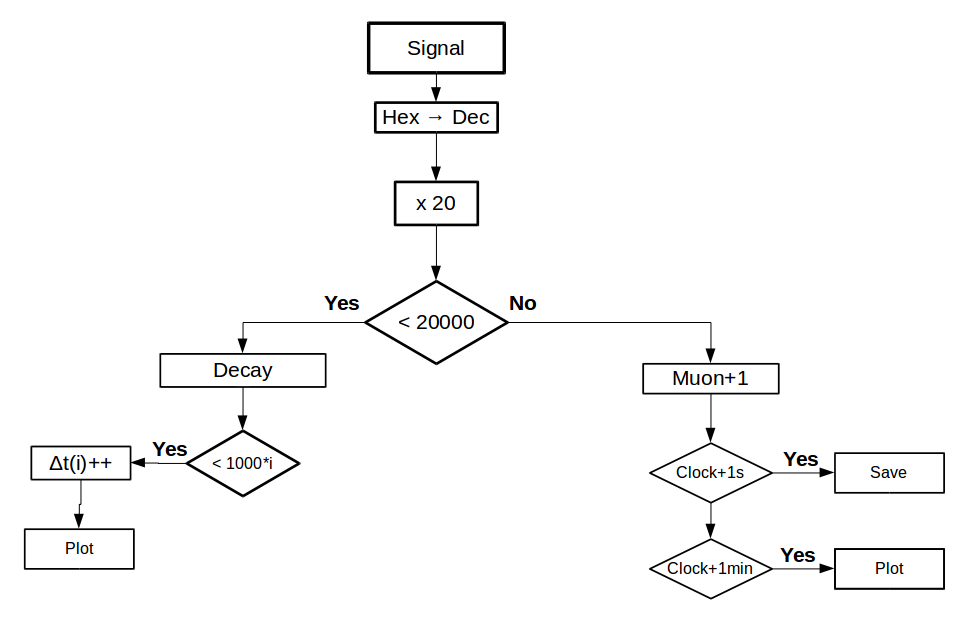 Signal
Hex → Dec
x 20
Yes
< 20000
No
Decay
Muon+1
Δt(i)++
Yes
< 1000*i
Clock+1s
Yes
Save
Plot
Clock+1min
Yes
Plot